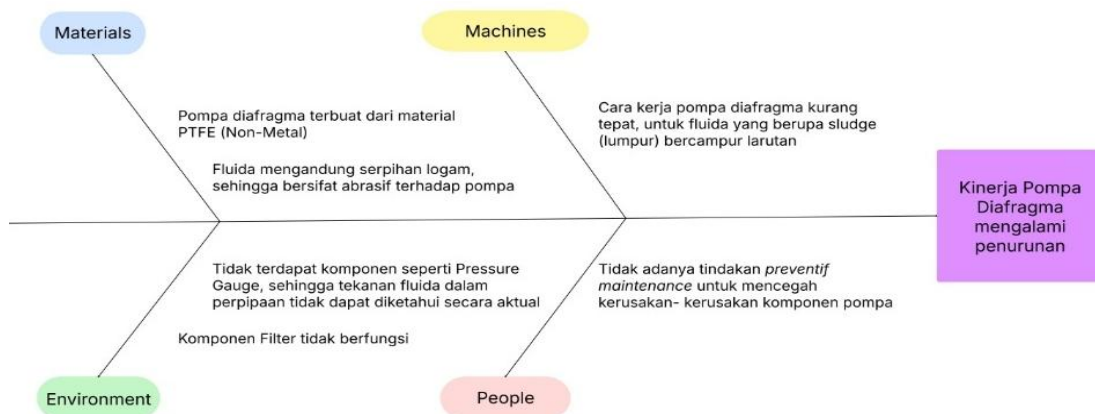 Materials
Machines
Pompa diafragma terbuat dari material
PTFE (Non-Metal)
Fluida mengandung serpihan logam,
sehingga bersifat abrasif terhadap pompa
Cara kerja pompa diafragma kurang
tepat, untuk fluida yang berupa sludge
(lumpur) bercampur larutan
Kinerja Pompa
Diafragma
mengalami
penurunan
Tidak terdapat komponen seperti Pressure
Gauge, sehingga tekanan fluida dalam
perpipaan tidak dapat diketahui secara aktual
Komponen Filter tidak berfungsi
Tidak adanya tindakan preventif
maintenance untuk mencegah
kerusakan- kerusakan komponen pompa
Environment
People